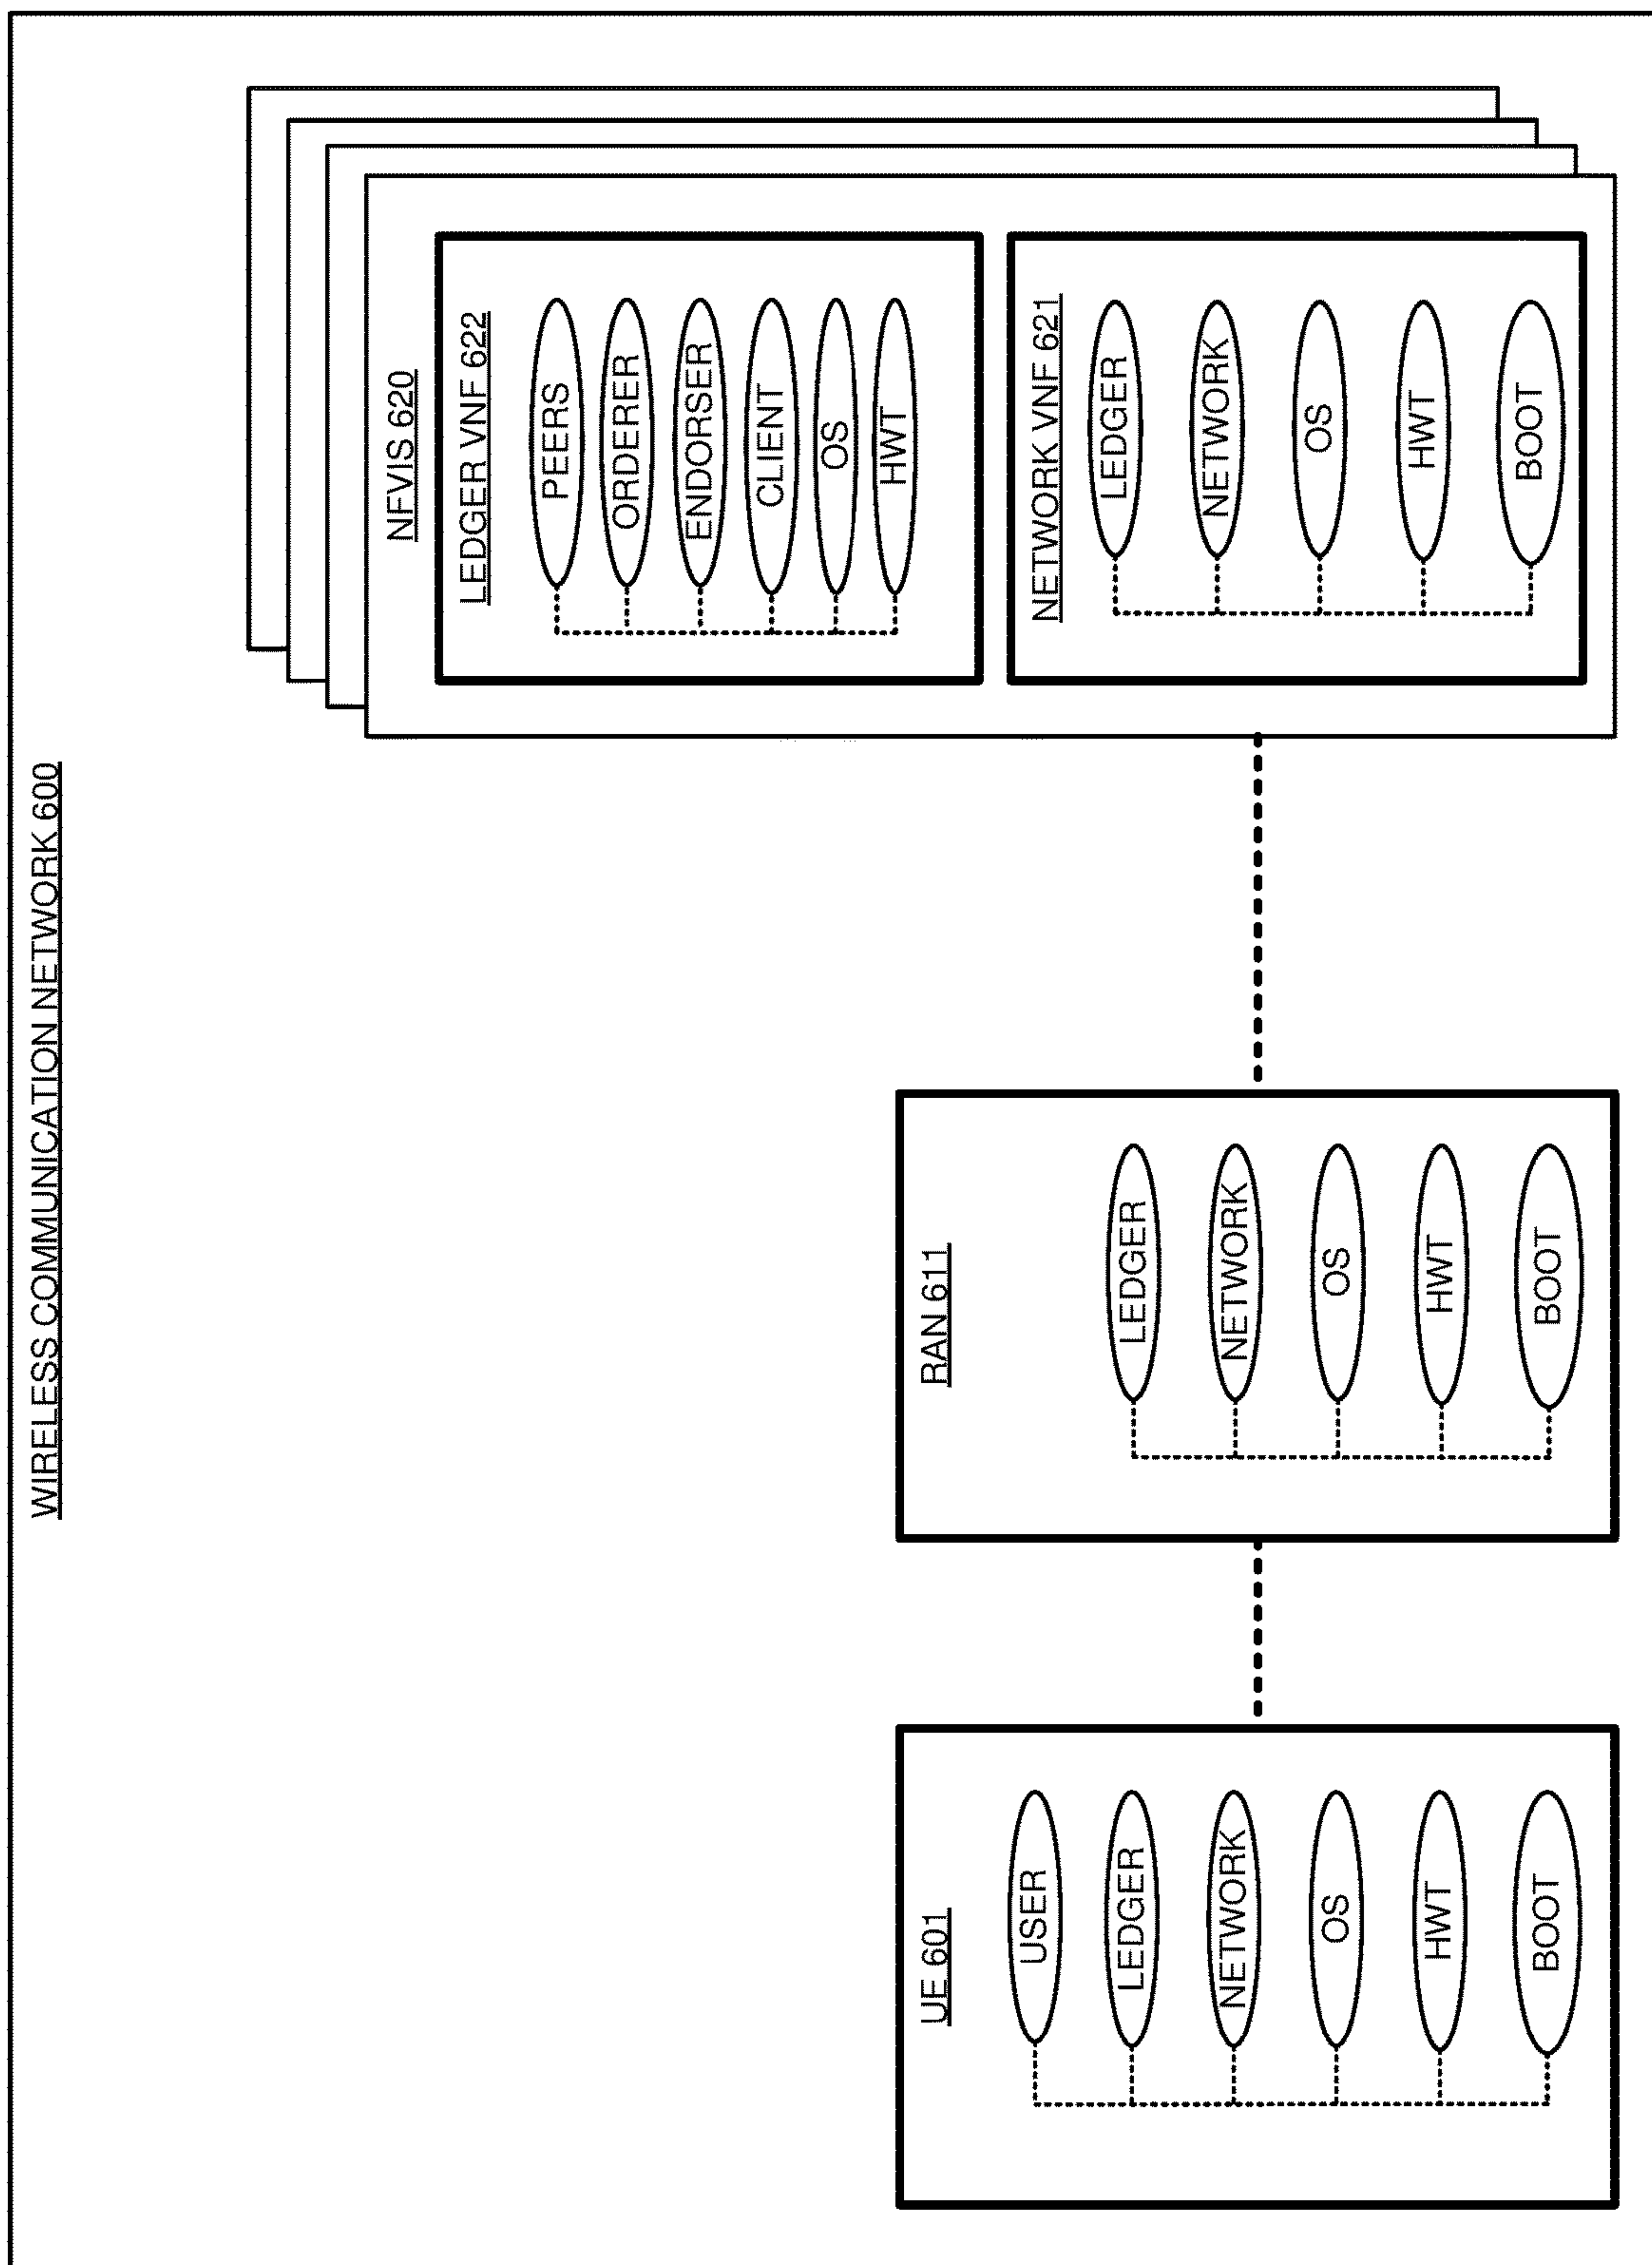 WIRELESS COMMUNICATION NETWORK 600
UE 601
USER
LEDGER
NETWORK
OS
HWT
BOOT
RAN 611
LEDGER
NETWORK
OS
HWT
BOOT
NFVIS 620
LEDGER VNF 622
PEERS
ORDERER
ENDORSER
CLIENT
OS
HWT
NETWORK VNF 621
LEDGER
NETWORK
OS
HWT
BOOT